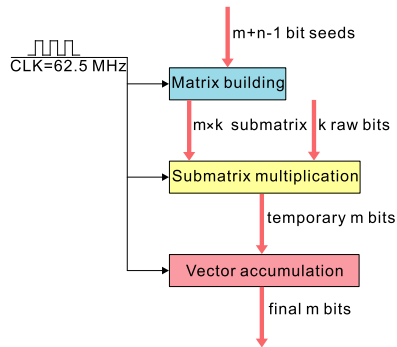 m+n-1 bit seeds
CLK=62.5 MHz
Matrix building
m×k submatrix k raw bits
Submatrix multiplication
temporary m bits
Vector accumulation
final m bits